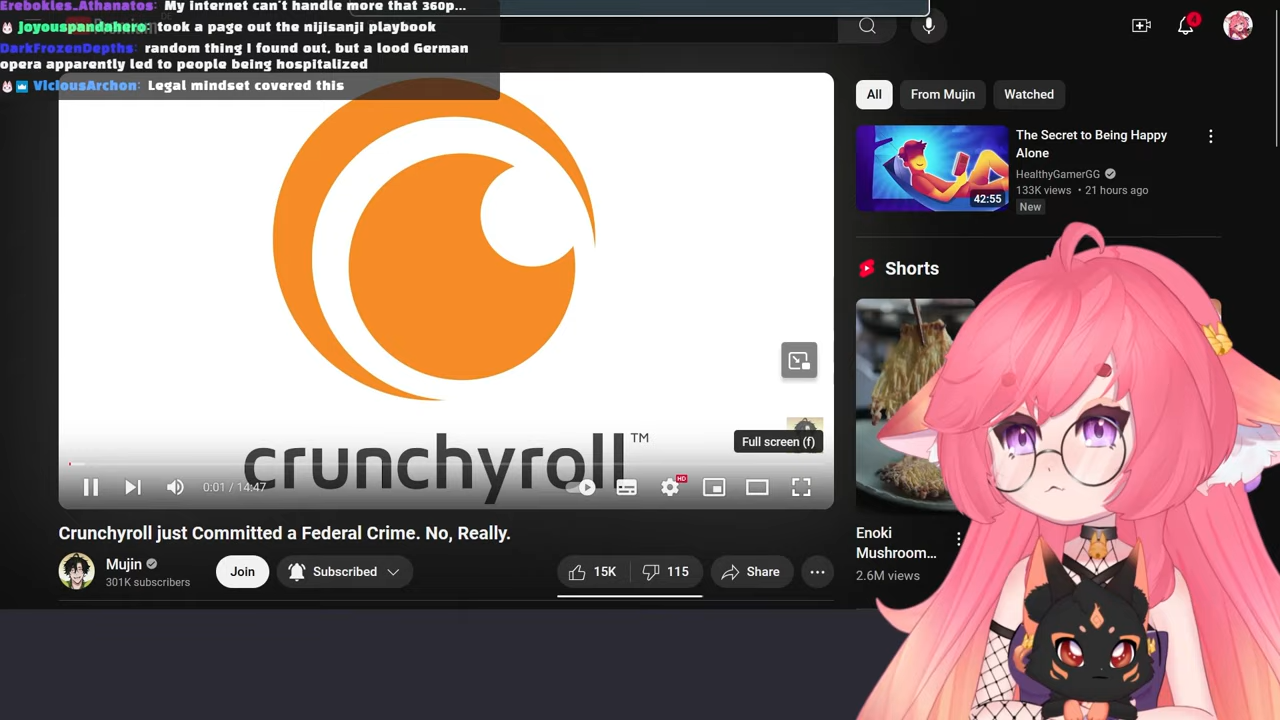 Erebokles_Athanatos: My internet can't handle more that 360p...
Joyouspandahero: took a page out the nijisanji playbook
DarkFrozenDepths: random thing I found out, but a lood German
opera apparently led to people being hospitalized
ViciousArchon: Legal mindset covered this
4
All
From Mujin
Watched
The Secret to Being Happy
Alone
HealthyGamerGG
133K views • 21 hours ago
New
42:55
Shorts
crunchyroll™
Full screen (f)
0:01 / 14:47
HD
Crunchyroll just Committed a Federal Crime. No, Really.
Mujin
301K subscribers
Join
Subscribed
15K
115
Share
Enoki
Mushroom...
2.6M views